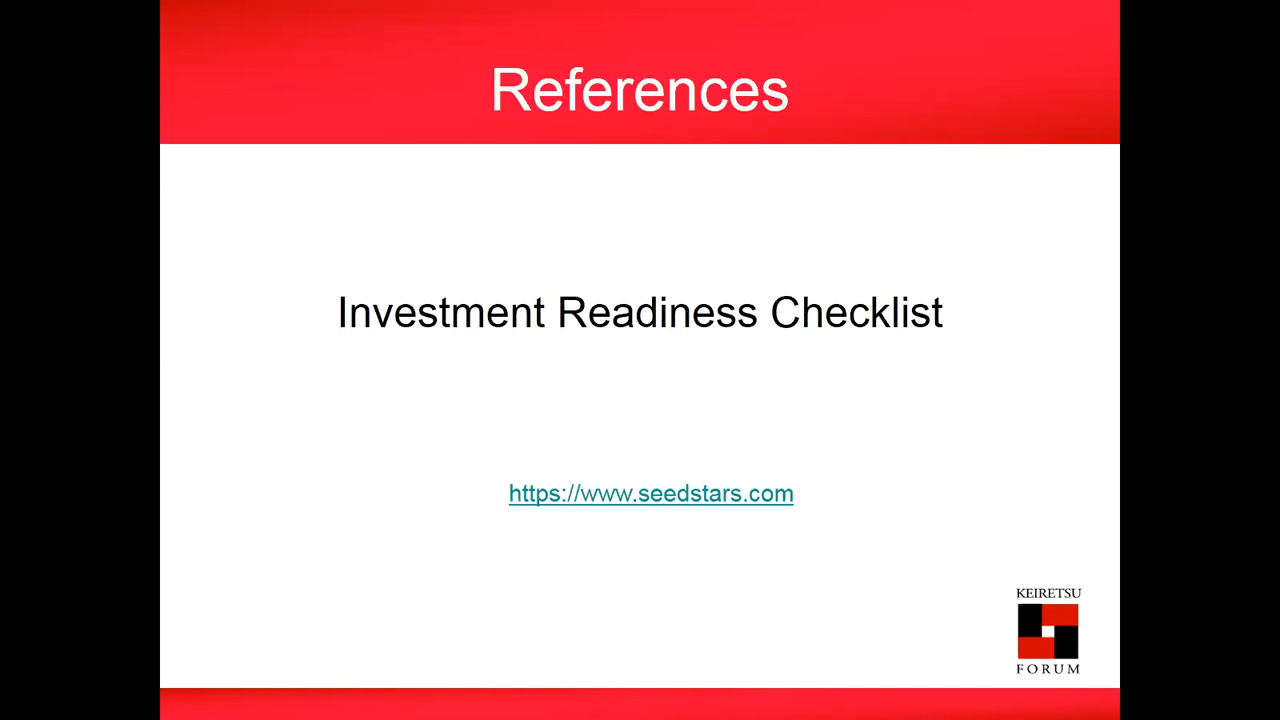 References
Investment Readiness Checklist
https://www.seedstars.com
KEIRETSU
FORUM